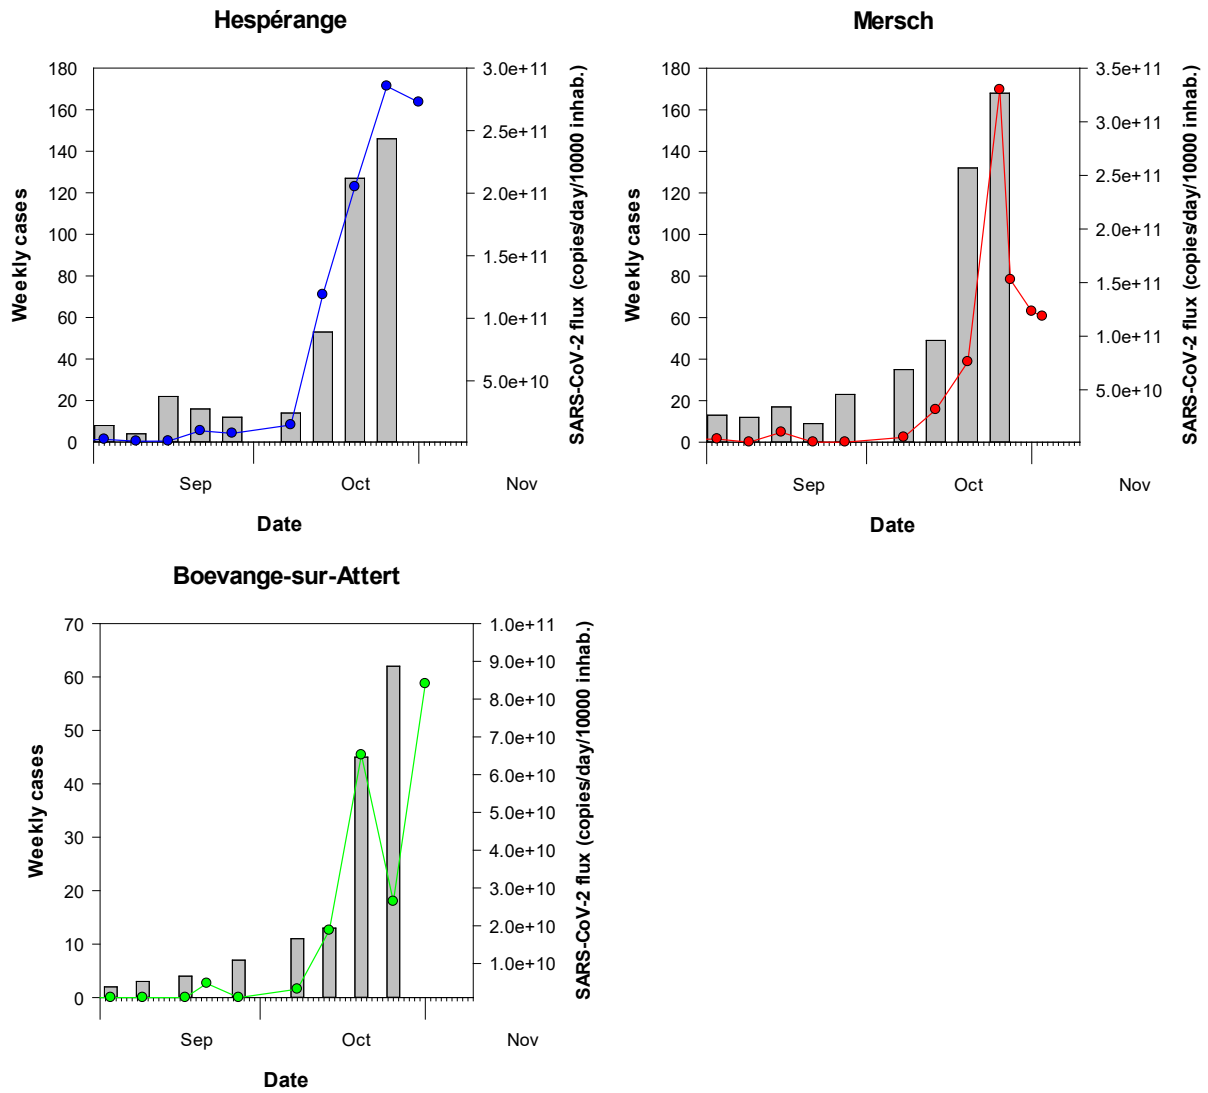 Hespérange
180
160
140
120
100
80
60
40
20
0
Weekly cases
3.0e+11
2.5e+11
2.0e+11
1.5e+11
1.0e+11
5.0e+10
SARS-CoV-2 flux (copies/day/10000 inhab.)
Sep Oct Nov
Date
Mersch
180
160
140
120
100
80
60
40
20
0
Weekly cases
3.5e+11
3.0e+11
2.5e+11
2.0e+11
1.5e+11
1.0e+11
5.0e+10
SARS-CoV-2 flux (copies/day/10000 inhab.)
Sep Oct Nov
Date
Boevange-sur-Attert
70
60
50
40
30
20
10
0
Weekly cases
1.0e+11
9.0e+10
8.0e+10
7.0e+10
6.0e+10
5.0e+10
4.0e+10
3.0e+10
2.0e+10
1.0e+10
SARS-CoV-2 flux (copies/day/10000 inhab.)
Sep Oct Nov
Date